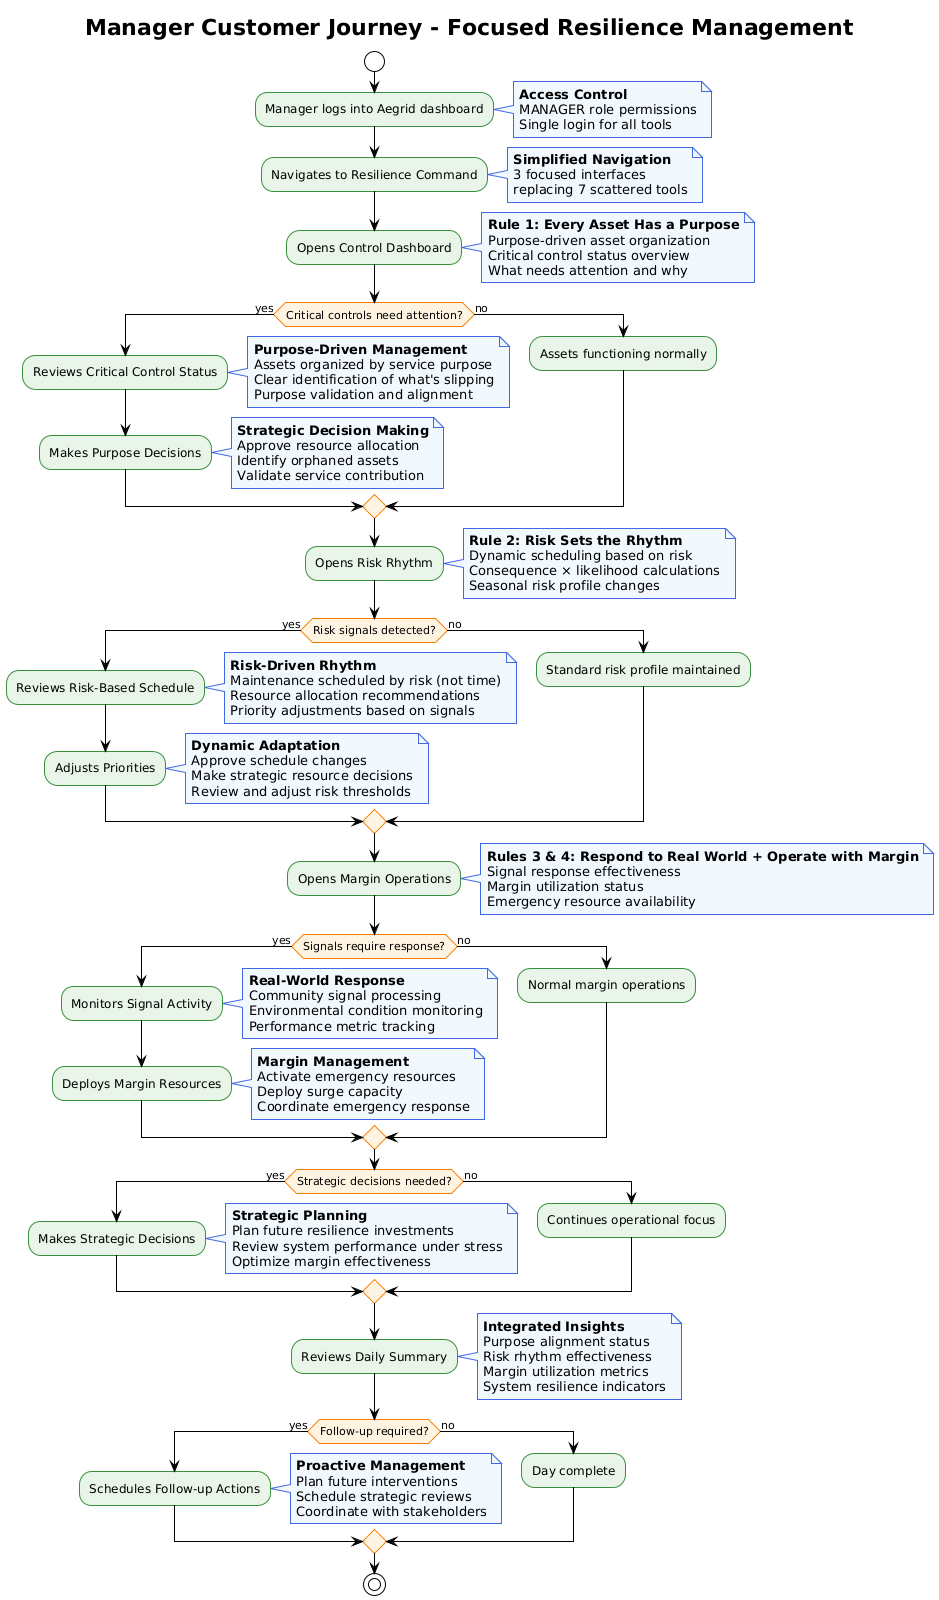 Manager Customer Journey - Focused Resilience Management
Manager logs into Aegrid dashboard
Access Control
MANAGER role permissions
Single login for all tools
Navigates to Resilience Command
Simplified Navigation
3 focused interfaces
replacing 7 scattered tools
Opens Control Dashboard
Rule 1: Every Asset Has a Purpose
Purpose-driven asset organization
Critical control status overview
What needs attention and why
Critical controls need attention?
yes
no
Reviews Critical Control Status
Purpose-Driven Management
Assets organized by service purpose
Clear identification of what's slipping
Purpose validation and alignment
Assets functioning normally
Makes Purpose Decisions
Strategic Decision Making
Approve resource allocation
Identify orphaned assets
Validate service contribution
Opens Risk Rhythm
Rule 2: Risk Sets the Rhythm
Dynamic scheduling based on risk
Consequence × likelihood calculations
Seasonal risk profile changes
Risk signals detected?
yes
no
Reviews Risk-Based Schedule
Risk-Driven Rhythm
Maintenance scheduled by risk (not time)
Resource allocation recommendations
Priority adjustments based on signals
Standard risk profile maintained
Adjusts Priorities
Dynamic Adaptation
Approve schedule changes
Make strategic resource decisions
Review and adjust risk thresholds
Opens Margin Operations
Rules 3 & 4: Respond to Real World + Operate with Margin
Signal response effectiveness
Margin utilization status
Emergency resource availability
Signals require response?
yes
no
Monitors Signal Activity
Real-World Response
Community signal processing
Environmental condition monitoring
Performance metric tracking
Normal margin operations
Deploys Margin Resources
Margin Management
Activate emergency resources
Deploy surge capacity
Coordinate emergency response
Strategic decisions needed?
yes
no
Makes Strategic Decisions
Strategic Planning
Plan future resilience investments
Review system performance under stress
Optimize margin effectiveness
Continues operational focus
Reviews Daily Summary
Integrated Insights
Purpose alignment status
Risk rhythm effectiveness
Margin utilization metrics
System resilience indicators
Follow-up required?
yes
no
Schedules Follow-up Actions
Proactive Management
Plan future interventions
Schedule strategic reviews
Coordinate with stakeholders
Day complete